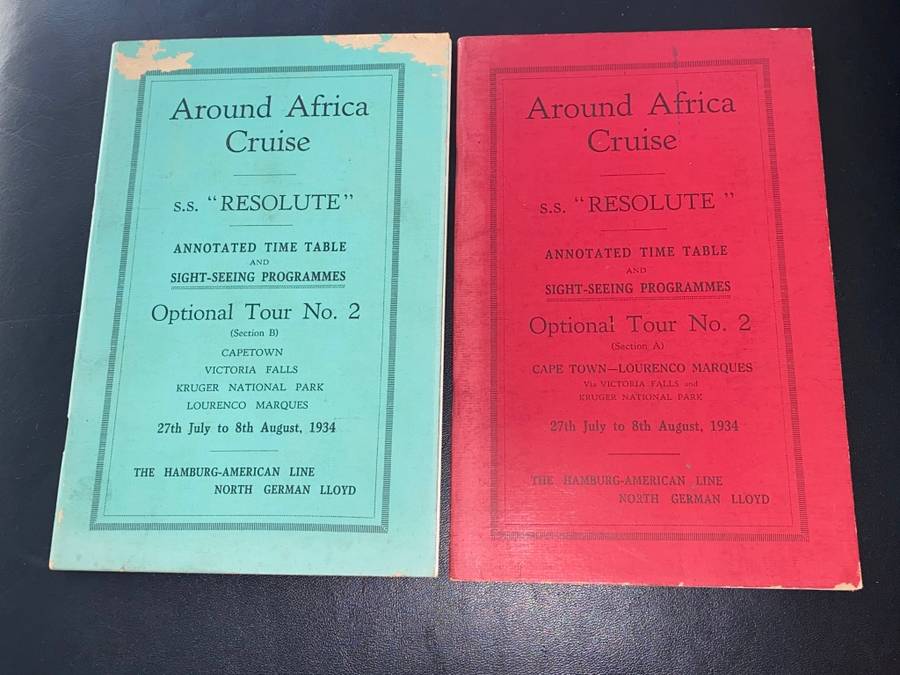 Around Africa
Cruise
s.s. "RESOLUTE"
ANNOTATED TIME TABLE
AND
SIGHT-SEEING PROGRAMMES
Optional Tour No. 2
(Section B)
CAPETOWN
VICTORIA FALLS
KRUGER NATIONAL PARK
LOURENCO MARQUES
27th July to 8th August, 1934
THE HAMBURG-AMERICAN LINE
NORTH GERMAN LLOYD
Around Africa
Cruise
s.s. "RESOLUTE"
ANNOTATED TIME TABLE
AND
SIGHT-SEEING PROGRAMMES
Optional Tour No. 2
(Section A)
CAPE TOWN—LOURENCO MARQUES
Via VICTORIA FALLS and
KRUGER NATIONAL PARK
27th July to 8th August, 1934
THE HAMBURG-AMERICAN LINE
NORTH GERMAN LLOYD